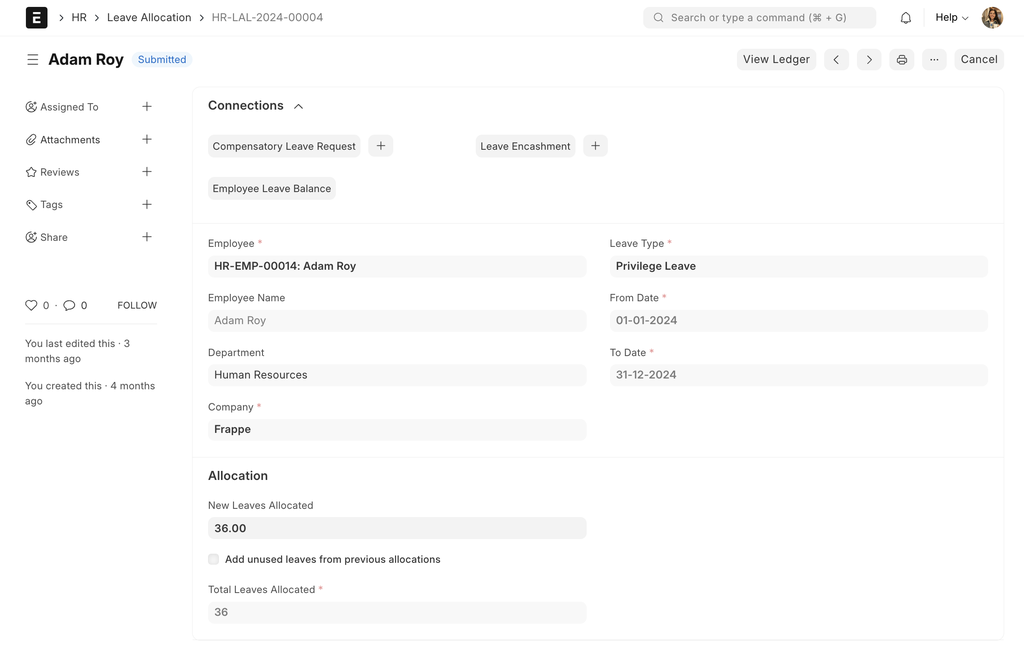 E > HR > Leave Allocation > HR-LAL-2024-00004
Search or type a command (⌘ + G)
Help
Adam Roy
Submitted
View Ledger
···
Cancel
Assigned To
Attachments
Reviews
Tags
Share
0 · 0 FOLLOW
You last edited this · 3
months ago
You created this · 4 months
ago
Connections
Compensatory Leave Request +
Leave Encashment +
Employee Leave Balance
Employee *
HR-EMP-00014: Adam Roy
Employee Name
Adam Roy
Department
Human Resources
Company *
Frappe
Leave Type *
Privilege Leave
From Date *
01-01-2024
To Date *
31-12-2024
Allocation
New Leaves Allocated
36.00
Add unused leaves from previous allocations
Total Leaves Allocated *
36